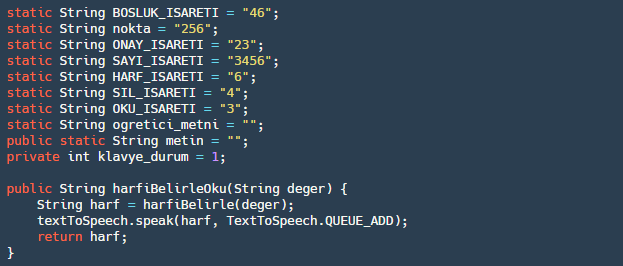 static String BOSLUK_ISARETI = "46";
static String nokta = "256";
static String ONAY_ISARETI = "23";
static String SAYI_ISARETI = "3456";
static String HARF_ISARETI = "6";
static String SIL_ISARETI = "4";
static String OKU_ISARETI = "3";
static String ogretici_metni = "";
public static String metin = "";
private int klavye_durum = 1;

public String harfiBelirleOku(String deger) {
    String harf = harfiBelirle(deger);
    textToSpeech.speak(harf, TextToSpeech.QUEUE_ADD);
    return harf;
}